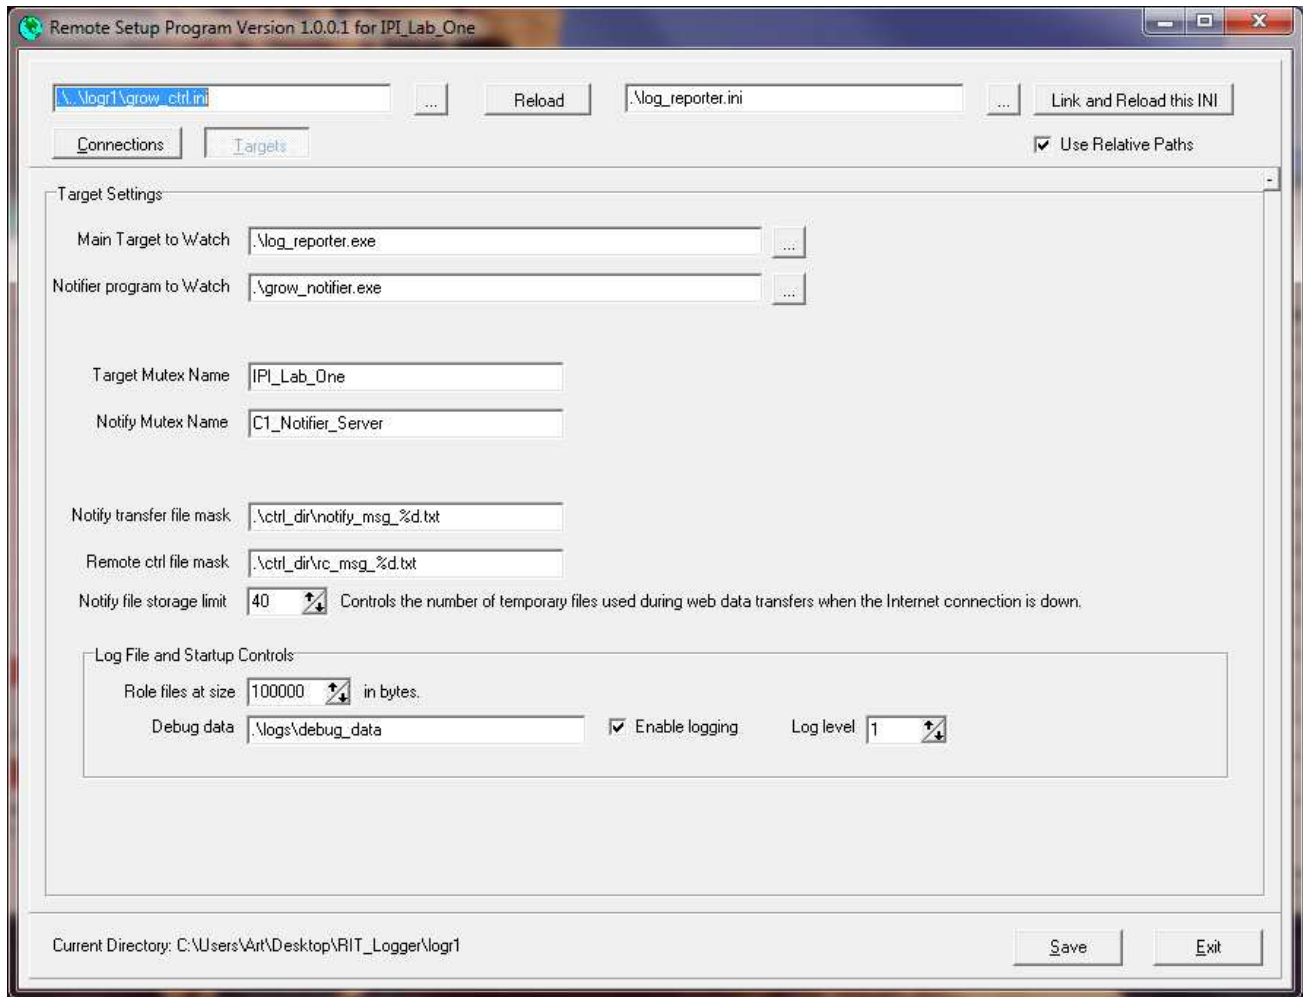 Remote Setup Program Version 1.0.0.1 for IPI_Lab_One
.\..\logr1\grow_ctrl.ini ... Reload .\log_reporter.ini ... Link and Reload this INI
Connections Targets Use Relative Paths
-
Target Settings
Main Target to Watch .\log_reporter.exe ...
Notifier program to Watch .\grow_notifier.exe ...
Target Mutex Name IPI_Lab_One
Notify Mutex Name C1_Notifier_Server
Notify transfer file mask .\ctrl_dir\notify_msg_%d.txt
Remote ctrl file mask .\ctrl_dir\rc_msg_%d.txt
Notify file storage limit 40 Controls the number of temporary files used during web data transfers when the Internet connection is down.
Log File and Startup Controls
Role files at size 100000 in bytes.
Debug data .\logs\debug_data Enable logging Log level 1
Current Directory: C:\Users\Art\Desktop\RIT_Logger\logr1 Save Exit